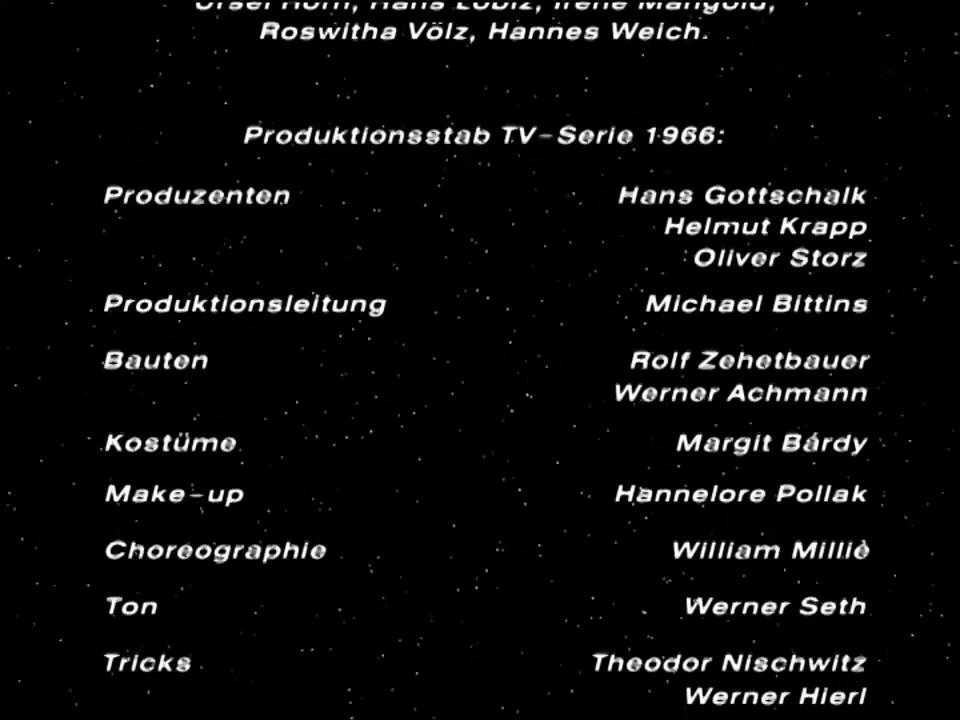 Roswitha Völz, Hannes Weich.
Produktionsstab TV-Serie 1966:
Produzenten Hans Gottschalk
Helmut Krapp
Oliver Storz
Produktionsleitung Michael Bittins
Bauten Rolf Zehetbauer
Werner Achmann
Kostüme Margit Bárdy
Make-up Hannelore Pollak
Choreographie William Milliè
Ton Werner Seth
Tricks Theodor Nischwitz
Werner Hierl